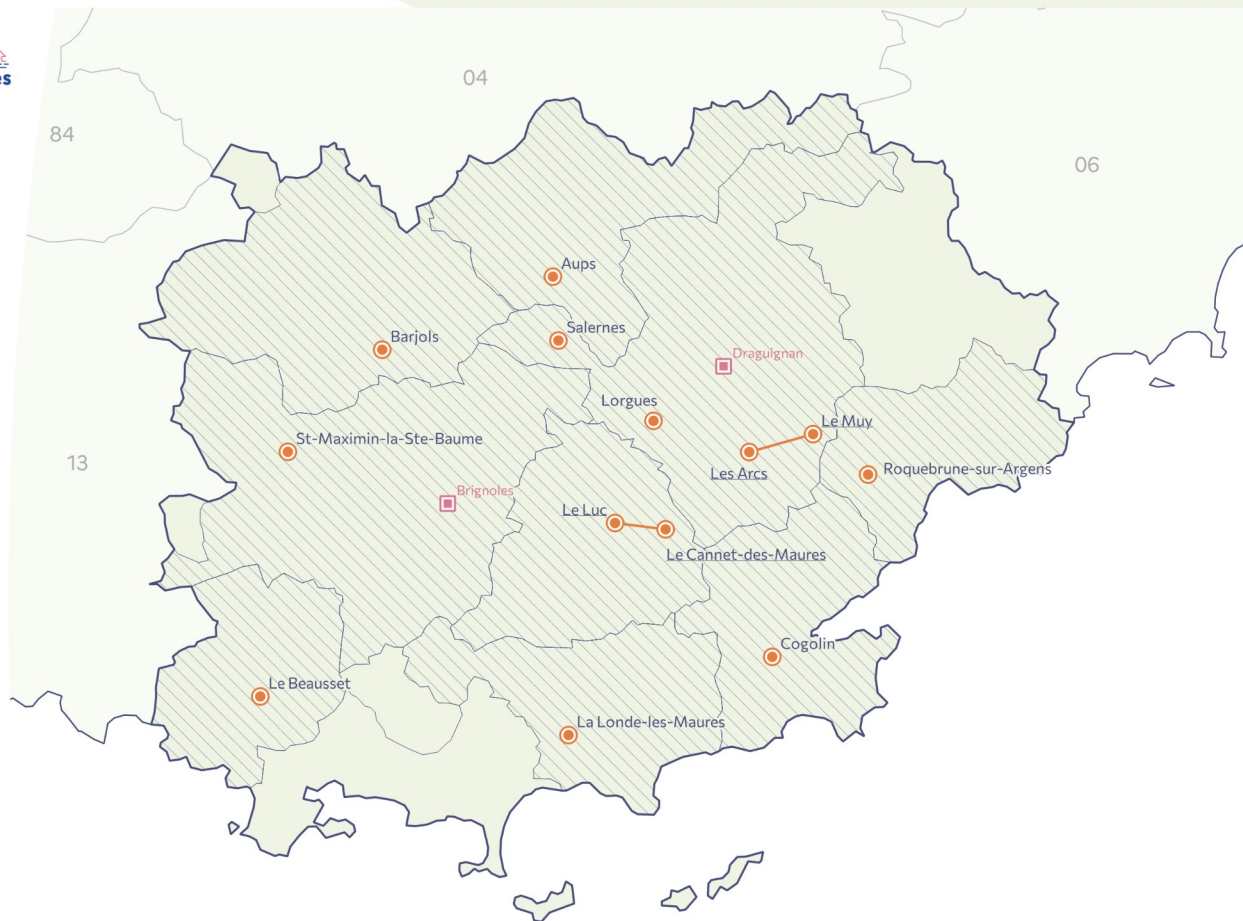 04
84
06
Aups
Salernes
Barjols
Draguignan
Lorgues
Le Muy
St-Maximin-la-Ste-Baume
13
Les Arcs
Roquebrune-sur-Argens
Brignoles
Le Luc
Le Cannet-des-Maures
Cogolin
Le Beausset
La Londe-les-Maures